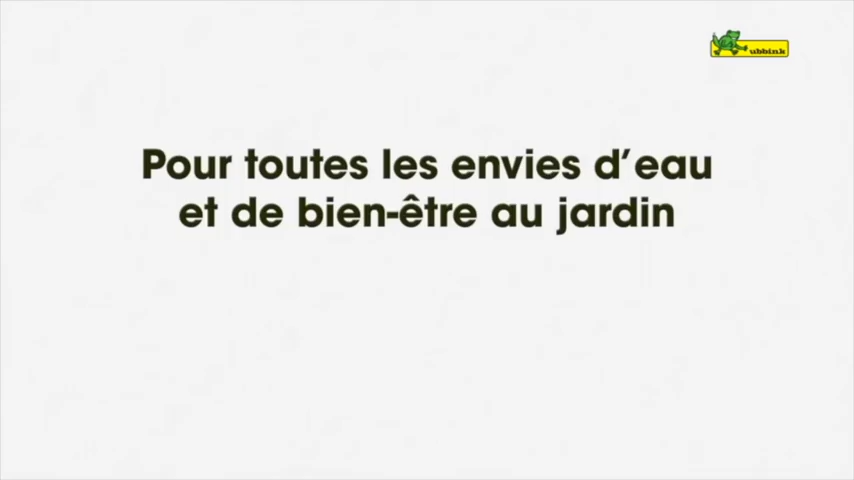 ubbink
Pour toutes les envies d’eau
et de bien-être au jardin